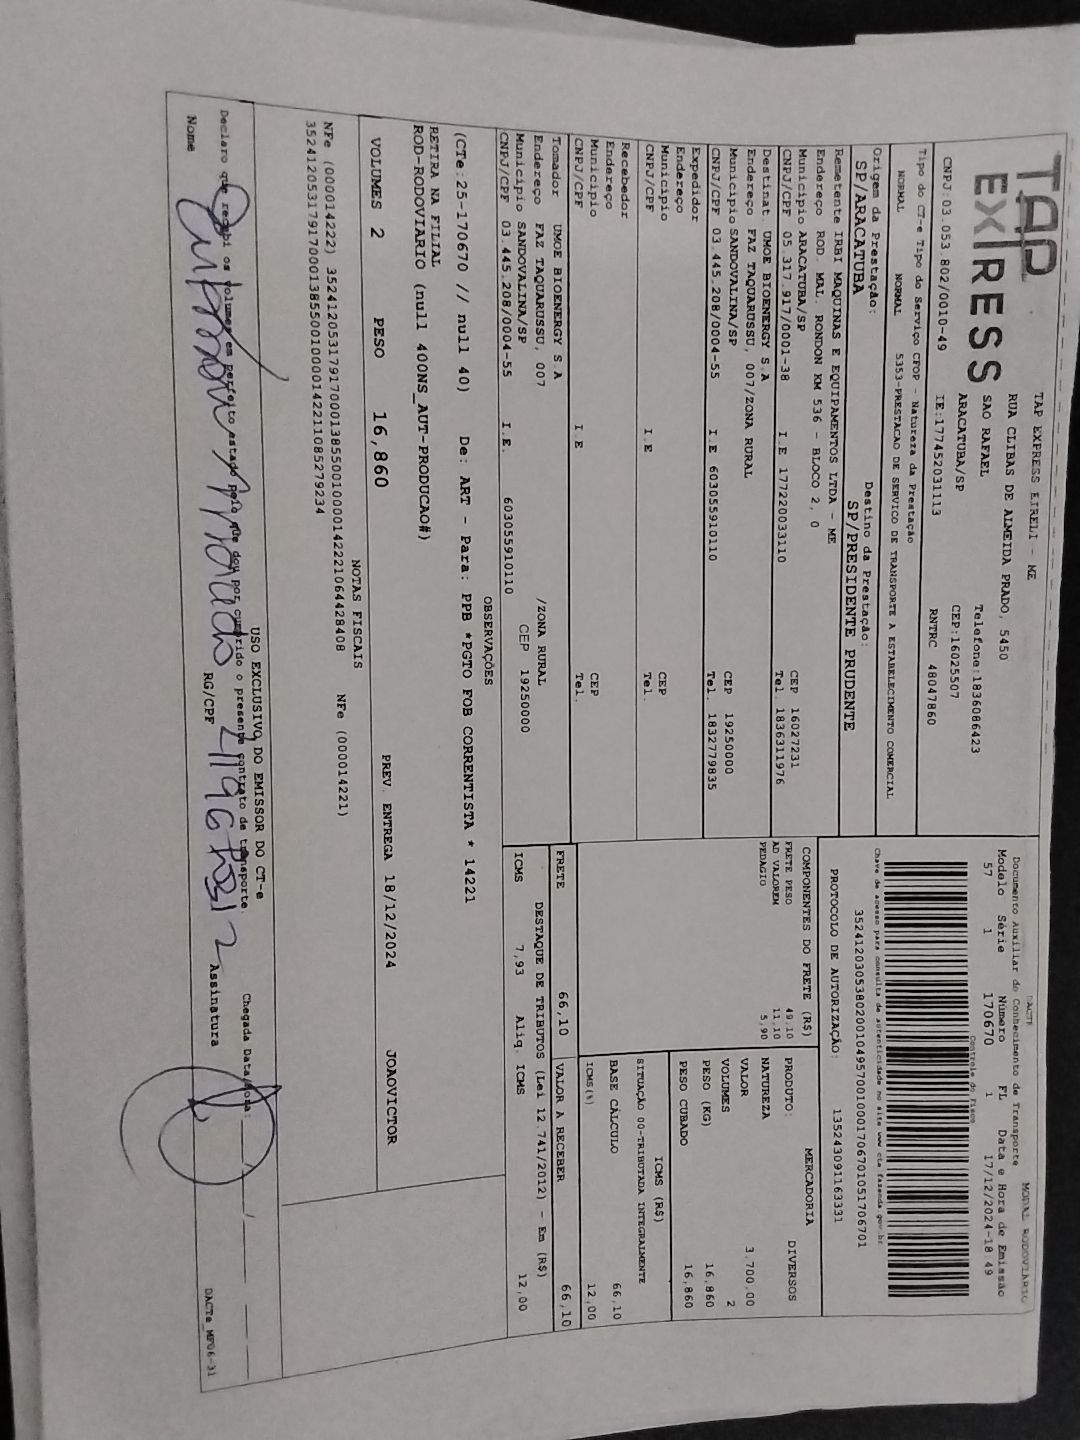 TAP
EXPRESS
TAP EXPRESS EIRELI - ME
RUA CLIBAS DE ALMEIDA PRADO, 5450
SAO RAFAEL
Telefone:1836086423
ARACATUBA/SP
CEP:16025507
CNPJ:03.053.802/0010-49
IE:177452031113
RNTRC 48047860
Tipo do CT-e Tipo do Serviço CFOP - Natureza da Prestação
NORMAL NORMAL 5353-PRESTACAO DE SERVICO DE TRANSPORTE A ESTABELECIMENTO COMERCIAL
Origem da Prestação: Destino da Prestação:
SP/ARACATUBA SP/PRESIDENTE PRUDENTE
Remetente IRBI MAQUINAS E EQUIPAMENTOS LTDA - ME
Endereço ROD. MAL. RONDON KM 536 - BLOCO 2, 0
Municipio ARACATUBA/SP CEP 16027231
CNPJ/CPF 05.317.917/0001-38 I.E 177220033110 Tel. 1836311976
Destinat. UMOE BIOENERGY S.A
Endereço FAZ TAQUARUSSU, 007/ZONA RURAL
Municipio SANDOVALINA/SP CEP 19250000
CNPJ/CPF 03.445.208/0004-55 I.E 603055910110 Tel. 1832779835
Expedidor
Endereço
Municipio CEP
CNPJ/CPF I.E Tel.
Recebedor
Endereço
Municipio CEP
CNPJ/CPF I.E Tel.
Tomador UMOE BIOENERGY S.A
Endereço FAZ TAQUARUSSU, 007 /ZONA RURAL
Municipio SANDOVALINA/SP CEP 19250000
CNPJ/CPF 03.445.208/0004-55 I.E. 603055910110
DACTE
MODAL RODOVIARIO
Documento Auxiliar do Conhecimento de Transporte
Modelo Série Número FL Data e Hora de Emissão
57 1 170670 1 17/12/2024-18:49
Controle do Fisco
Chave de acesso para consulta de autenticidade no site www.cte.fazenda.gov.br
35241203053802001049570010001706701051706701
PROTOCOLO DE AUTORIZAÇÃO: 135243091163331
COMPONENTES DO FRETE (R$)
FRETE PESO 49,10
AD VALOREM 11,10
PEDAGIO 5,90
PRODUTO: MERCADORIA
NATUREZA DIVERSOS
VALOR 3.700,00
VOLUMES 2
PESO (KG) 16,860
PESO CUBADO 16,860
ICMS (R$)
SITUAÇÃO 00-TRIBUTADA INTEGRALMENTE
BASE CÁLCULO 66,10
ICMS(%) 12,00
FRETE 66,10 VALOR A RECEBER 66,10
DESTAQUE DE TRIBUTOS (Lei 12.741/2012) - Em (R$)
ICMS 7,93 Aliq. ICMS 12,00
OBSERVAÇÕES
(CTe:25-170670 // null 40) De: ART - Para: PPB *PGTO FOB CORRENTISTA * 14221
RETIRA NA FILIAL
ROD-RODOVIARIO (null 400NS_AUT-PRODUCAO#)
VOLUMES 2 PESO 16,860 PREV. ENTREGA 18/12/2024 JOAOVICTOR
NOTAS FISCAIS
NFe (000014222) 35241205317917000138550010000142221064428408 NFe (000014221)
35241205317917000138550010000142211085279234
USO EXCLUSIVO DO EMISSOR DO CT-e
Declaro que recebi os volumes em perfeito estado pelo que dou por cumprido o presente contrato de transporte. Chegada Data/Hora:
Nome RG/CPF Assinatura
DACTe_MF06-31